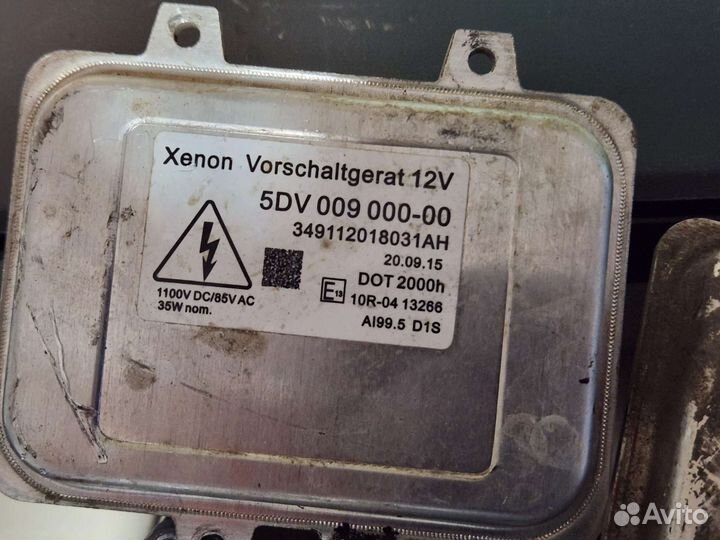 Xenon Vorschaltgerat 12V
5DV 009 000-00
349112018031AH
20.09.15
DOT 2000h
E13 10R-04 13266
Al99.5 D1S
1100V DC/85V AC
35W nom.
Avito